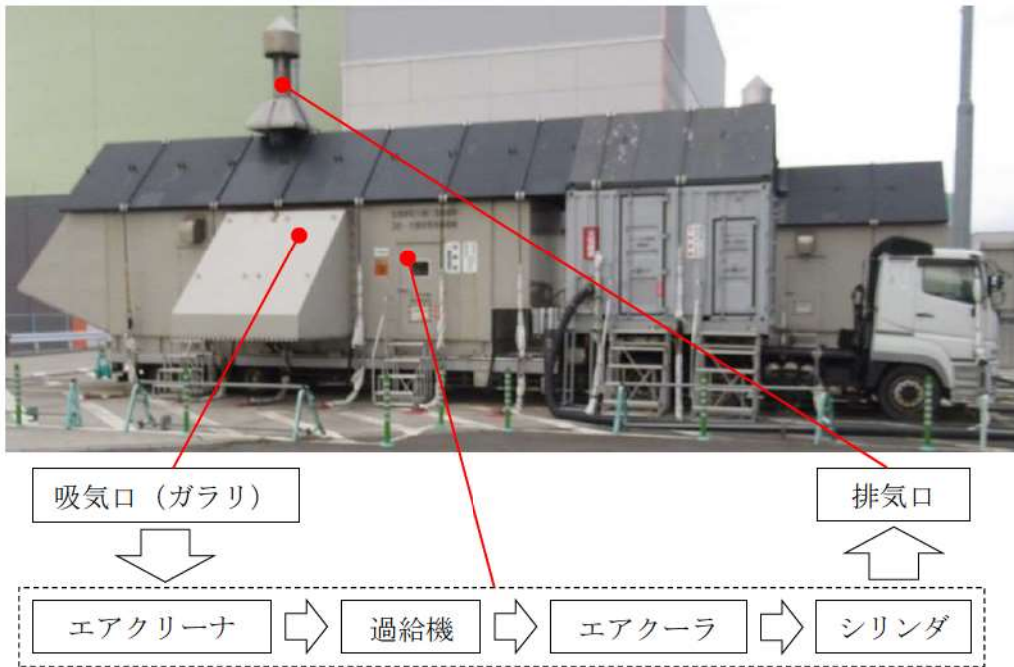 吸気口（ガラリ）
排気口
エアクリーナ
過給機
エアクーラ
シリンダ